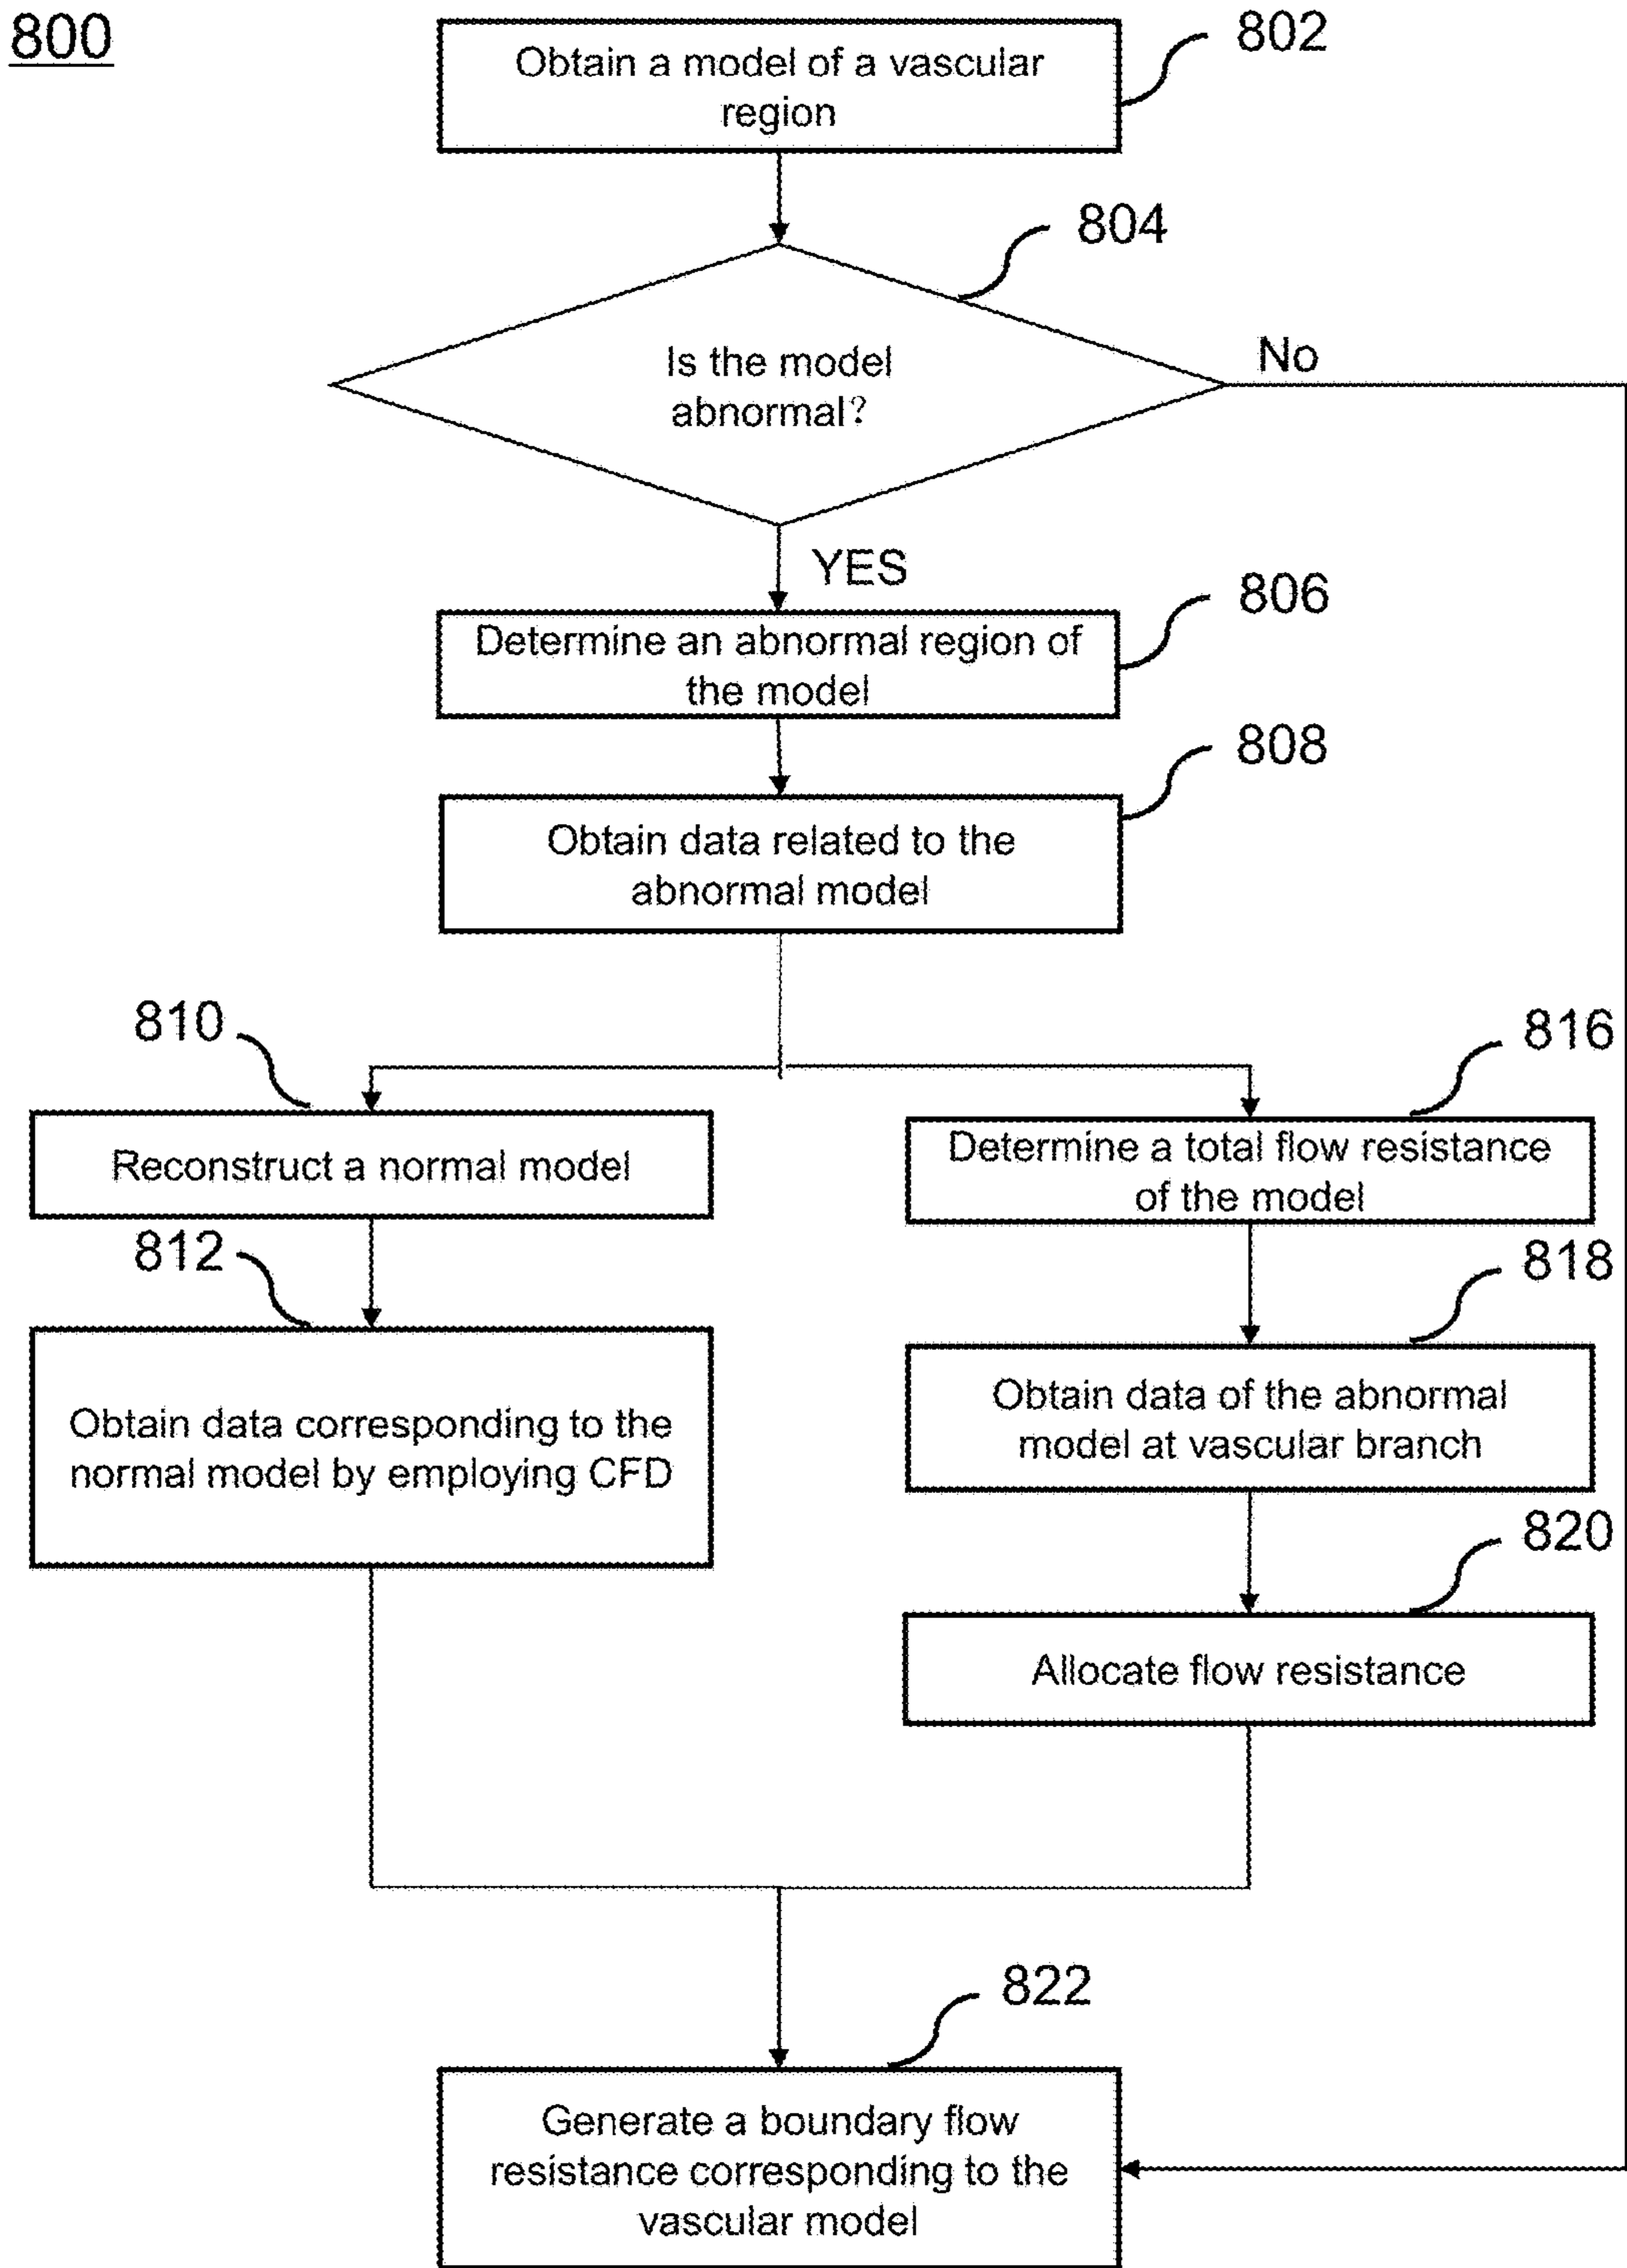 800
802
Obtain a model of a vascular
region
804
Is the model
abnormal?
No
YES
806
Determine an abnormal region of
the model
808
Obtain data related to the
abnormal model
810
816
Reconstruct a normal model
Determine a total flow resistance
of the model
812
818
Obtain data corresponding to the
normal model by employing CFD
Obtain data of the abnormal
model at vascular branch
820
Allocate flow resistance
822
Generate a boundary flow
resistance corresponding to the
vascular model